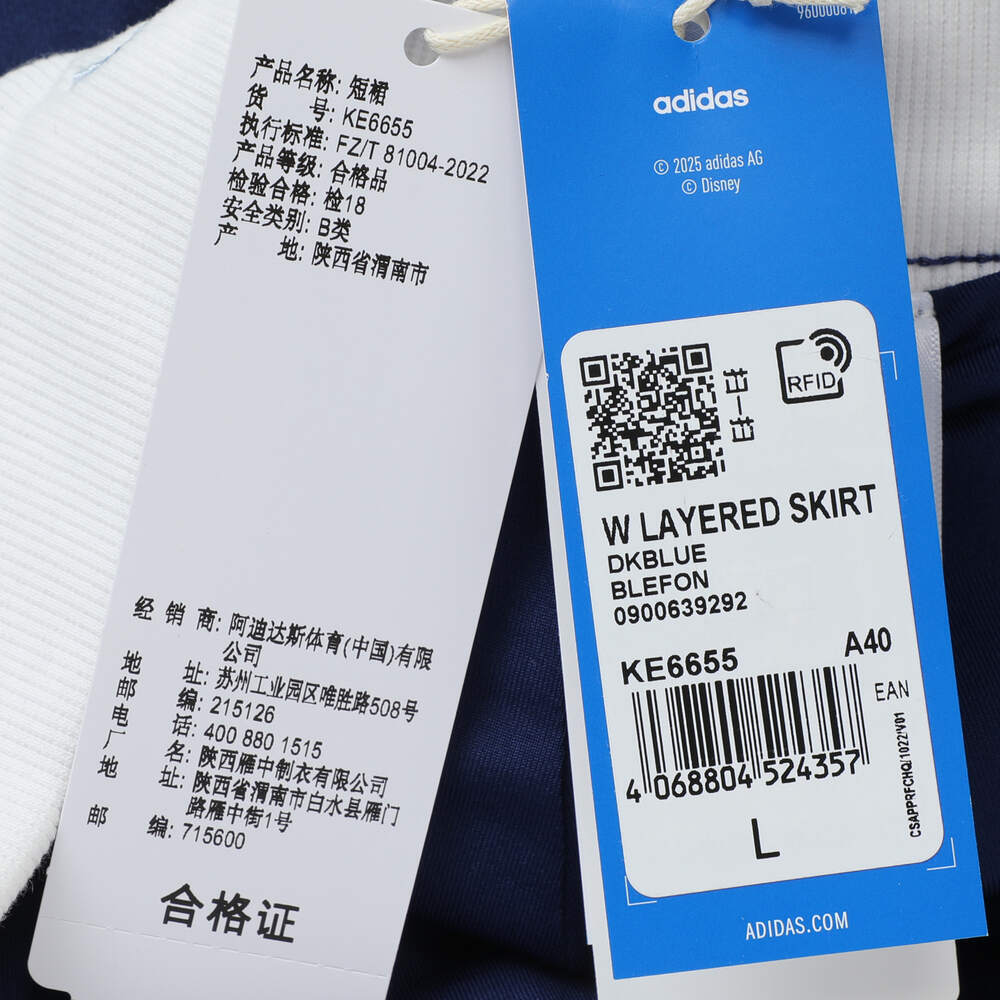 产品名称: 短裙
货 号: KE6655
执行标准: FZ/T 81004-2022
产品等级: 合格品
检验合格: 检18
安全类别: B类
产 地: 陕西省渭南市
经 销 商: 阿迪达斯体育(中国)有限
公司
地 址: 苏州工业园区唯胜路508号
邮 编: 215126
电 话: 400 880 1515
厂 名: 陕西雁中制衣有限公司
地 址: 陕西省渭南市白水县雁门
路雁中街1号
邮 编: 715600
合格证
adidas
© 2025 adidas AG
© Disney
RFID
W LAYERED SKIRT
DKBLUE
BLEFON
0900639292
KE6655
A40
EAN
4 068804 524357
CSAPPRFCHQ/1022/V01
L
ADIDAS.COM